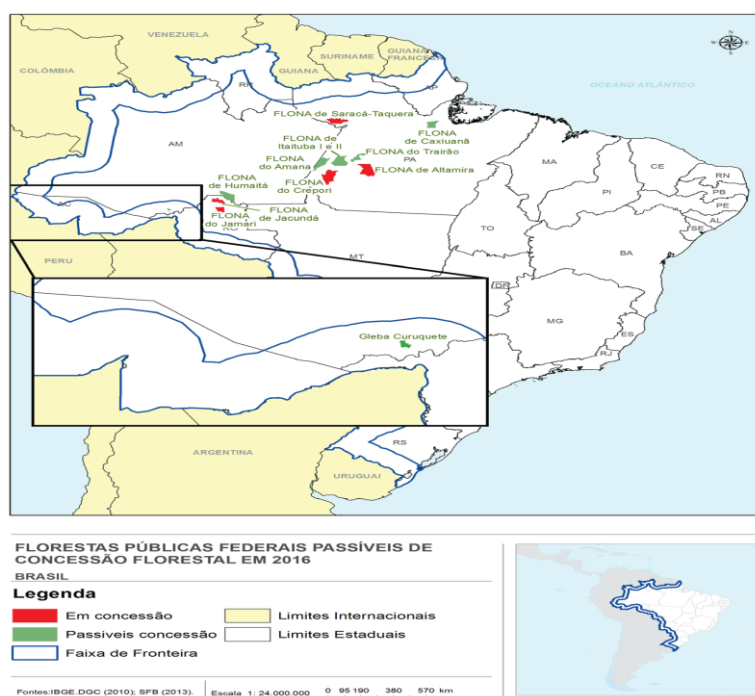 VENEZUELA
COLÔMBIA
SURINAME
GUIANA
FRANCESA
GUIANA
RR
AP
N
W
E
S
OCEANO ATLÂNTICO
FLONA de Saracá-Taquera
FLONA de
Itaituba I e II
FLONA
de Caxiuanã
FLONA do Trairão
AM
FLONA
do Amana
PA
FLONA de Altamira
FLONA
do Crepori
FLONA
de Humaitá
FLONA
do Jamari
FLONA
de Jacundá
RO
AC
MA
CE
RN
PB
PE
AL
SE
PI
TO
BA
MT
DF
PERU
MG
ES
RJ
Gleba Curuquete
ARGENTINA
RS
URUGUAI
FLORESTAS PÚBLICAS FEDERAIS PASSÍVEIS DE
CONCESSÃO FLORESTAL EM 2016
BRASIL
Legenda
Em concessão
Limites Internacionais
Passiveis concessão
Limites Estaduais
Faixa de Fronteira
Fontes:IBGE.DGC (2010); SFB (2013).
Escala 1: 24.000.000
0 95 190 380 570 km